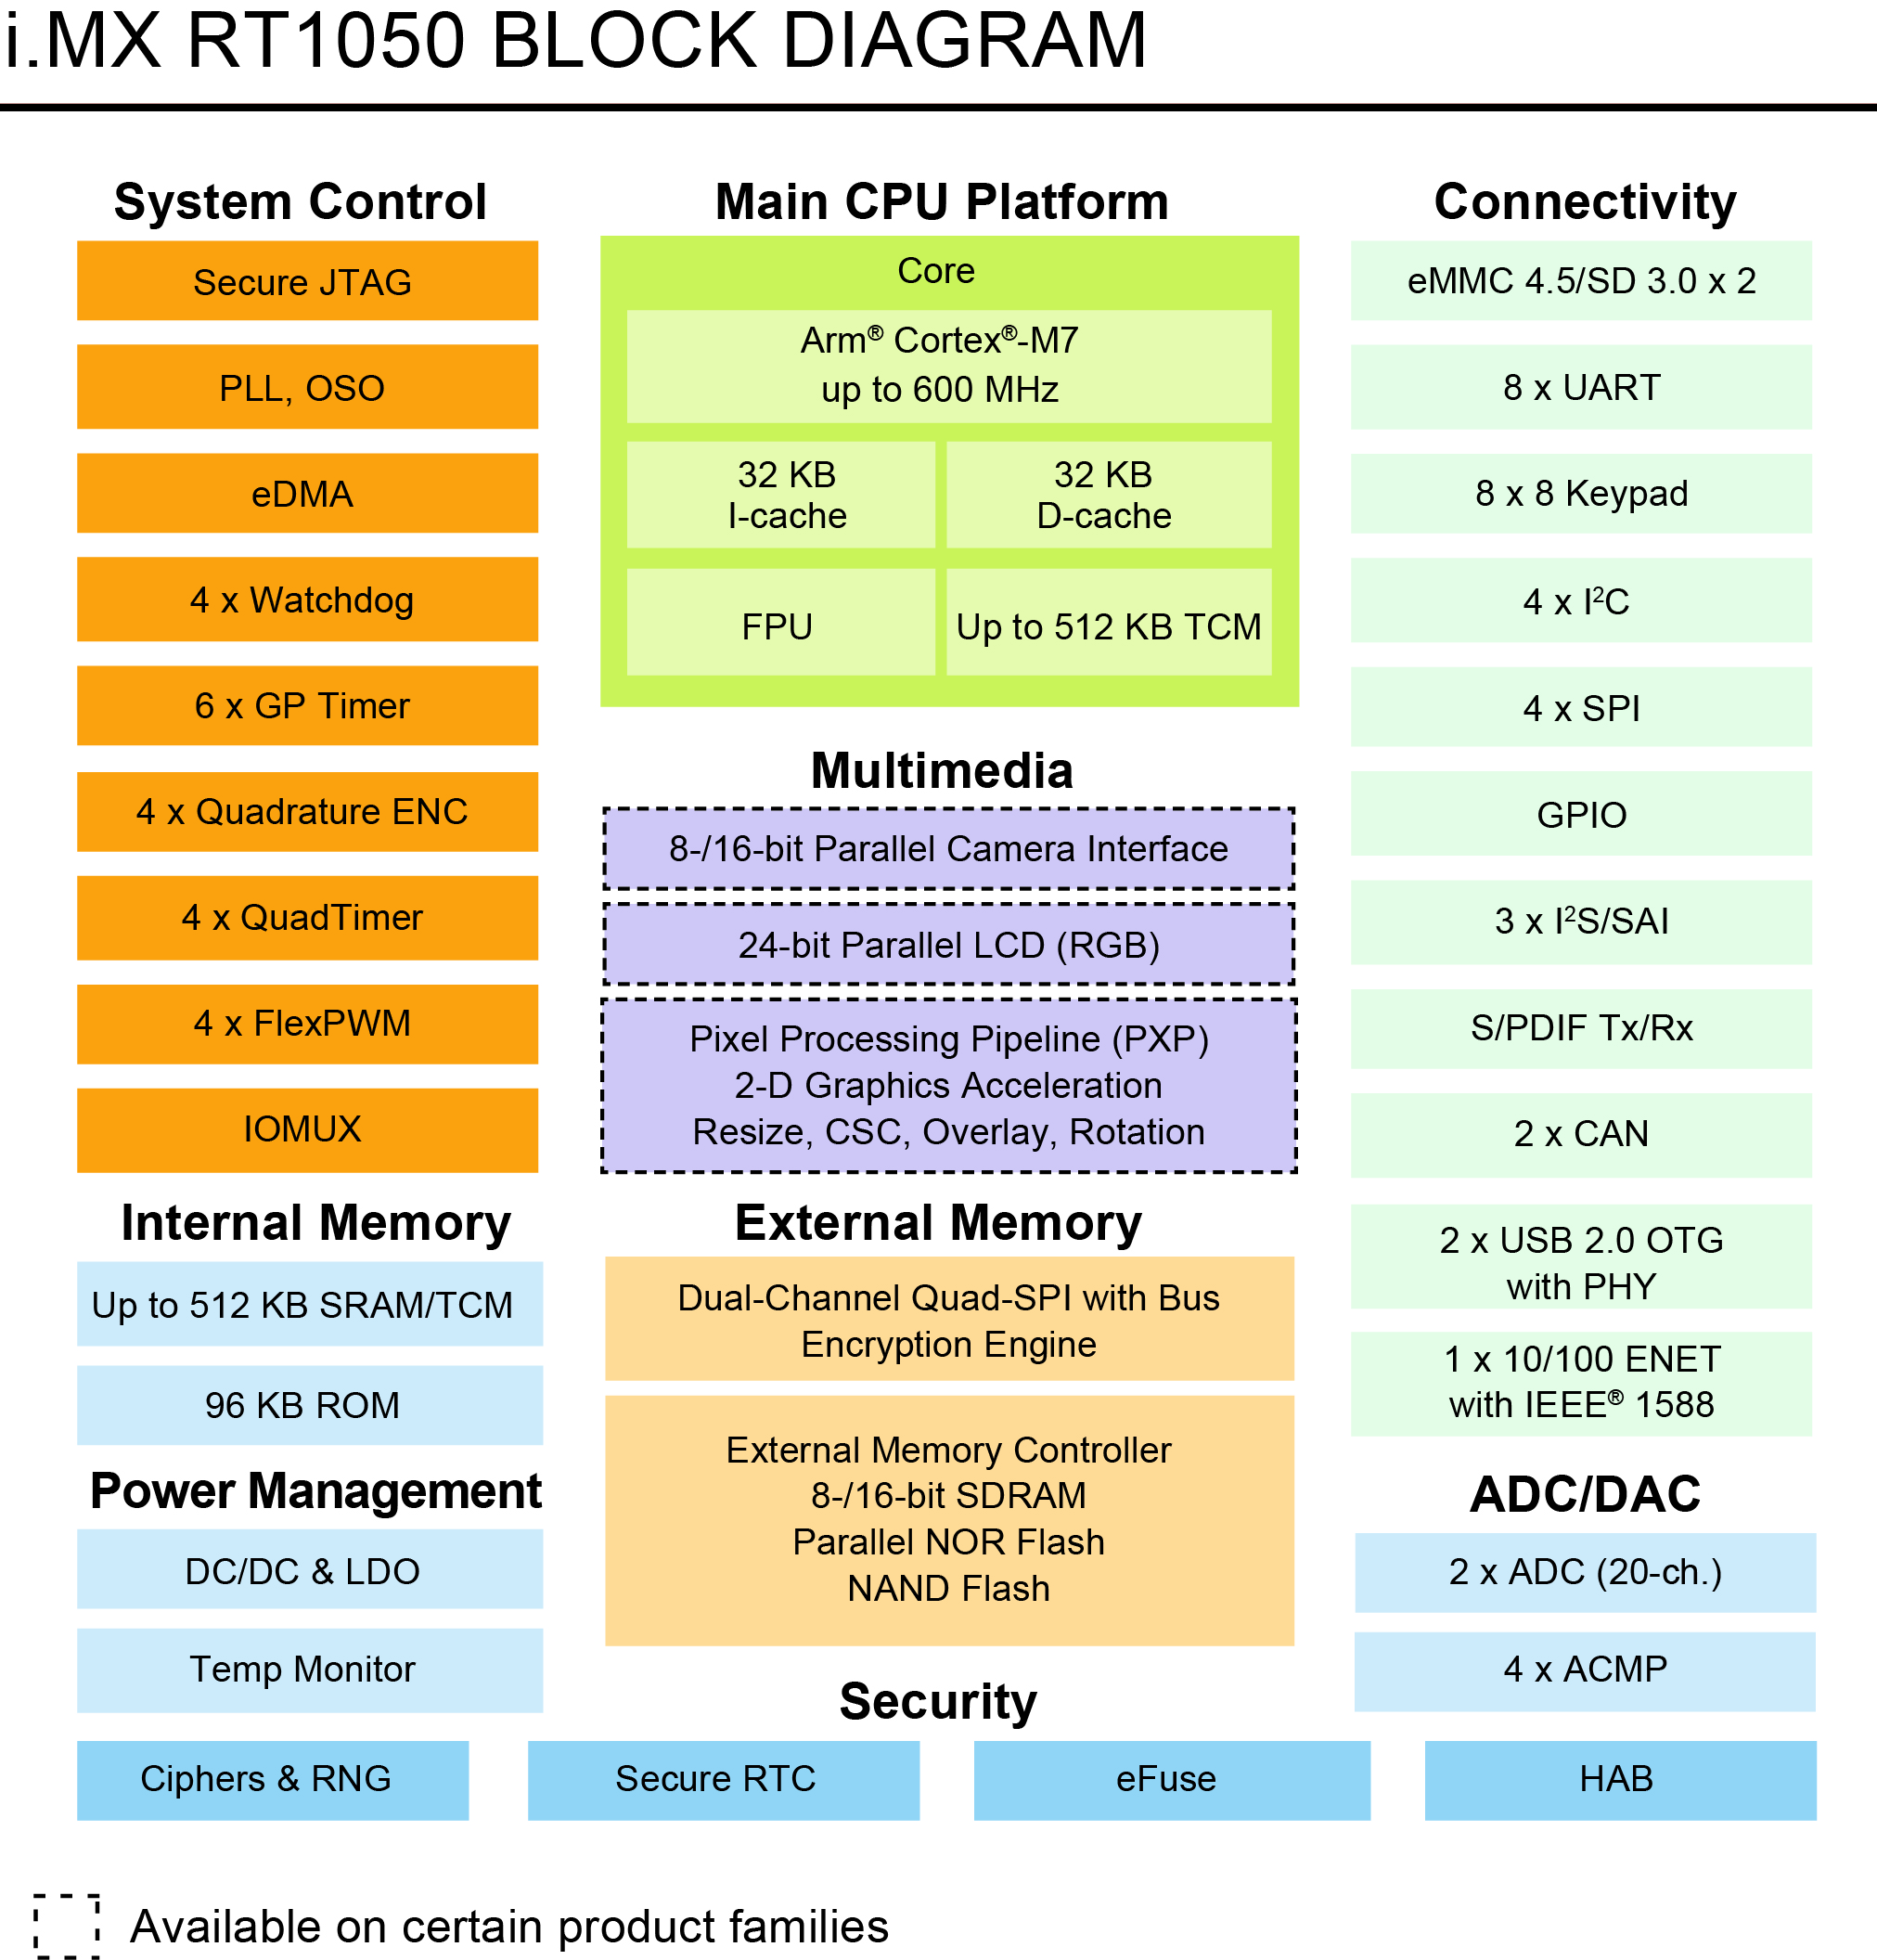 i.MX RT1050 BLOCK DIAGRAM
System Control
Secure JTAG
PLL, OSO
eDMA
4 x Watchdog
6 x GP Timer
4 x Quadrature ENC
4 x QuadTimer
4 x FlexPWM
IOMUX
Internal Memory
Up to 512 KB SRAM/TCM
96 KB ROM
Power Management
DC/DC & LDO
Temp Monitor
Main CPU Platform
Core
Arm® Cortex®-M7
up to 600 MHz
32 KB
I-cache
32 KB
D-cache
FPU
Up to 512 KB TCM
Multimedia
8-/16-bit Parallel Camera Interface
24-bit Parallel LCD (RGB)
Pixel Processing Pipeline (PXP)
2-D Graphics Acceleration
Resize, CSC, Overlay, Rotation
External Memory
Dual-Channel Quad-SPI with Bus
Encryption Engine
External Memory Controller
8-/16-bit SDRAM
Parallel NOR Flash
NAND Flash
Connectivity
eMMC 4.5/SD 3.0 x 2
8 x UART
8 x 8 Keypad
4 x I²C
4 x SPI
GPIO
3 x I²S/SAI
S/PDIF Tx/Rx
2 x CAN
2 x USB 2.0 OTG
with PHY
1 x 10/100 ENET
with IEEE® 1588
ADC/DAC
2 x ADC (20-ch.)
4 x ACMP
Security
Ciphers & RNG
Secure RTC
eFuse
HAB
Available on certain product families